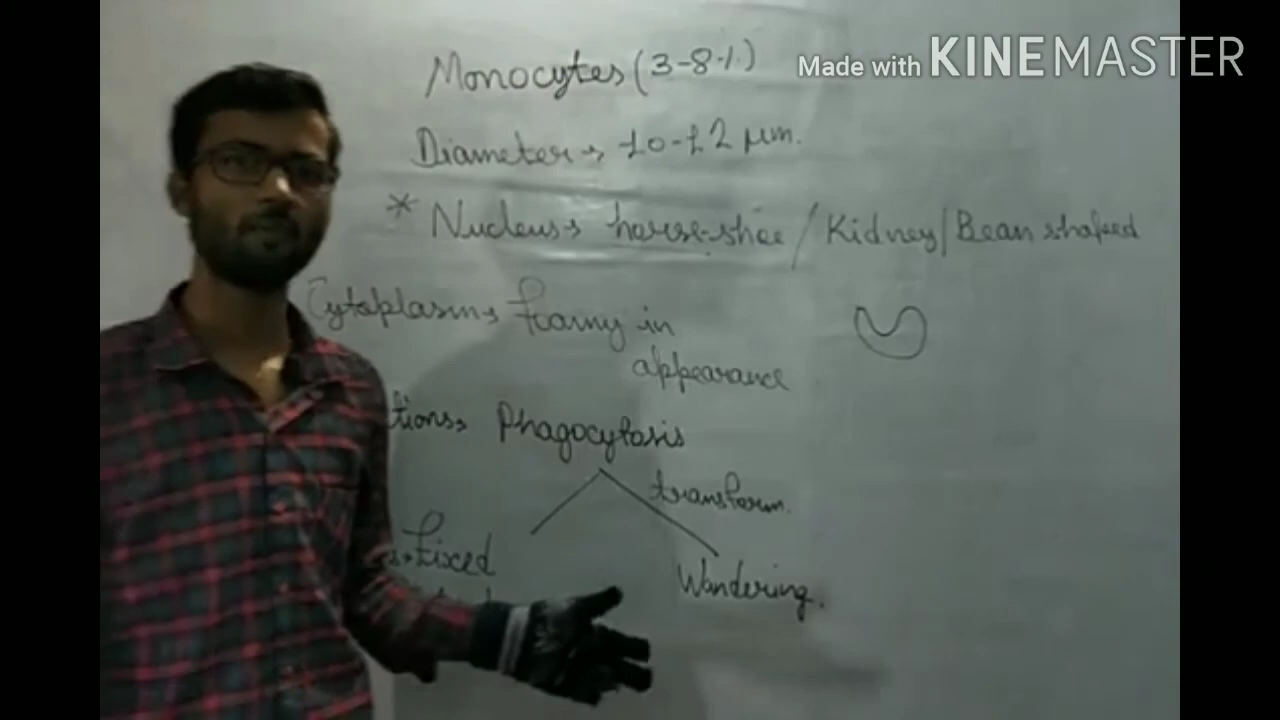 Made with KINEMASTER
Monocytes (3-8%)
Diameter → 10-12 μm.
* Nucleus → horse-shoe / Kidney / Bean shaped
Cytoplasm → Foamy in
appearance
tions → Phagocytosis
transform.
Fixed
Wandering.